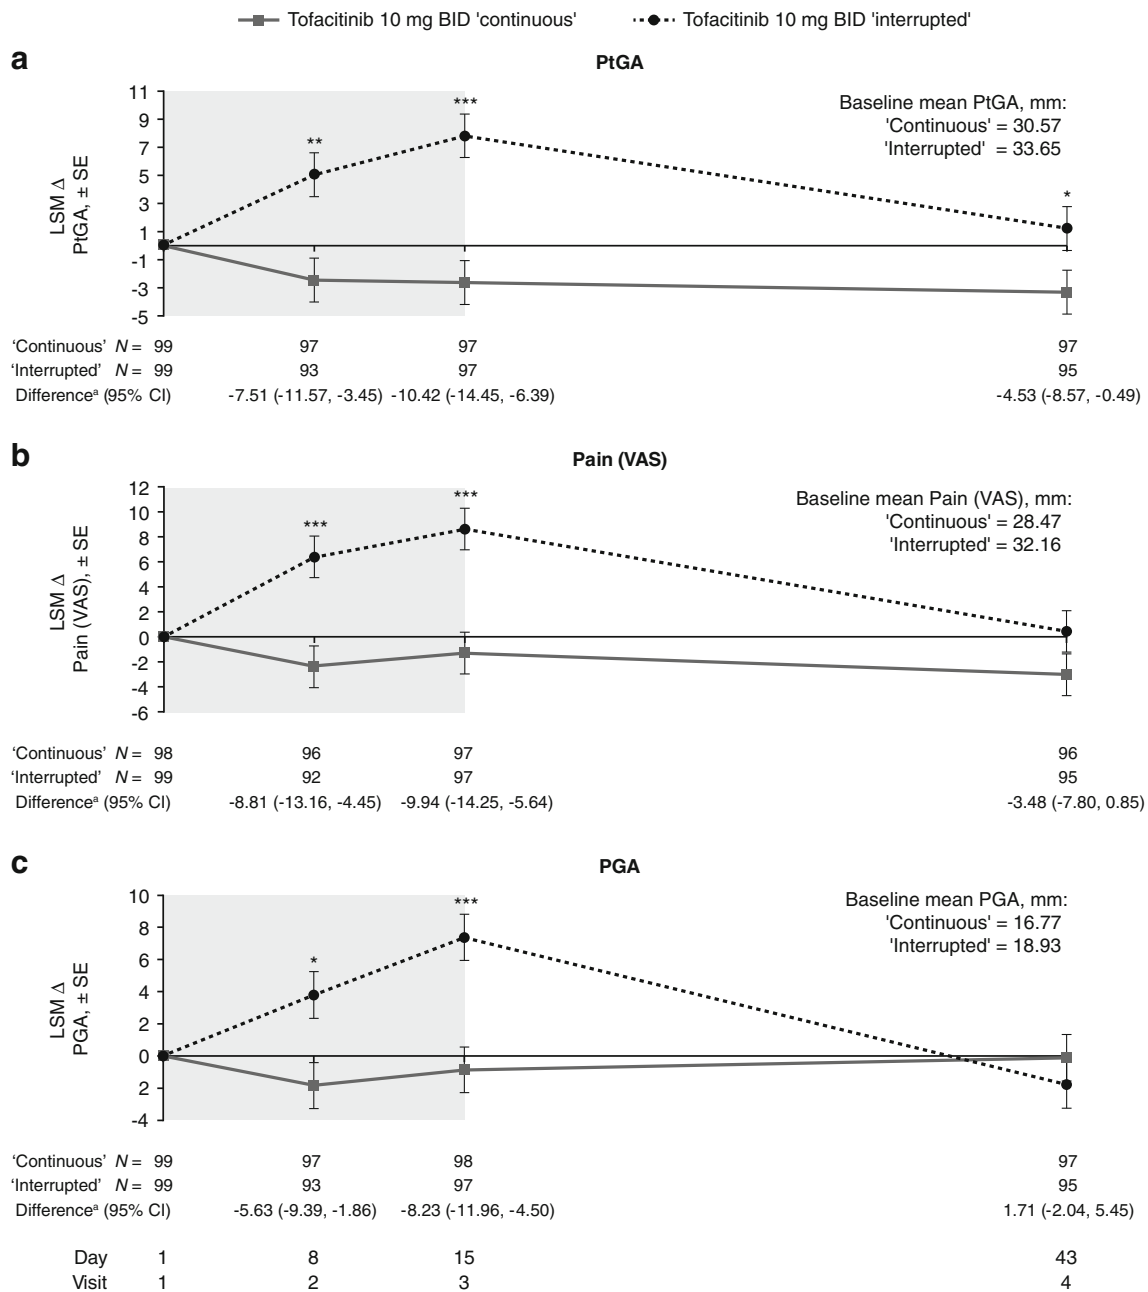 Tofacitinib 10 mg BID 'continuous' Tofacitinib 10 mg BID 'interrupted'
a
PtGA
11
9
7
5
3
1
-1
-3
-5
LSM Δ
PtGA, ± SE
** *** *
Baseline mean PtGA, mm:
'Continuous' = 30.57
'Interrupted' = 33.65
'Continuous' N = 99 97 97 97
'Interrupted' N = 99 93 97 95
Differenceᵃ (95% CI) -7.51 (-11.57, -3.45) -10.42 (-14.45, -6.39) -4.53 (-8.57, -0.49)
b
Pain (VAS)
12
10
8
6
4
2
0
-2
-4
-6
LSM Δ
Pain (VAS), ± SE
*** ***
Baseline mean Pain (VAS), mm:
'Continuous' = 28.47
'Interrupted' = 32.16
'Continuous' N = 98 96 97 96
'Interrupted' N = 99 92 97 95
Differenceᵃ (95% CI) -8.81 (-13.16, -4.45) -9.94 (-14.25, -5.64) -3.48 (-7.80, 0.85)
c
PGA
10
8
6
4
2
0
2
-4
LSM Δ
PGA, ± SE
* ***
Baseline mean PGA, mm:
'Continuous' = 16.77
'Interrupted' = 18.93
'Continuous' N = 99 97 98 97
'Interrupted' N = 99 93 97 95
Differenceᵃ (95% CI) -5.63 (-9.39, -1.86) -8.23 (-11.96, -4.50) 1.71 (-2.04, 5.45)
Day 1 8 15 43
Visit 1 2 3 4